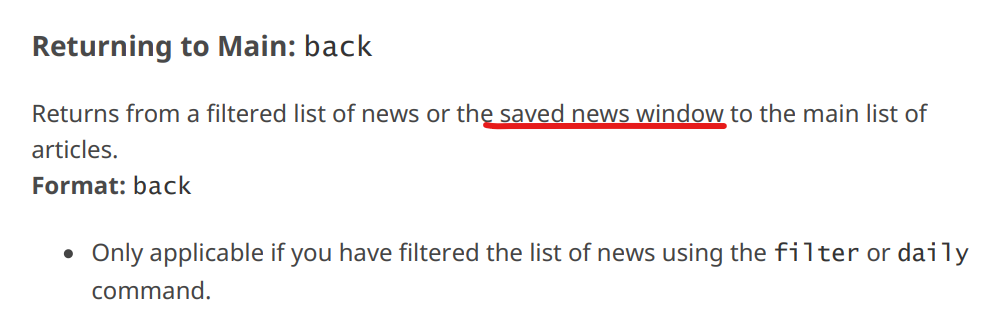 Returning to Main: back
Returns from a filtered list of news or the saved news window to the main list of
articles.
Format: back
• Only applicable if you have filtered the list of news using the filter or daily
command.